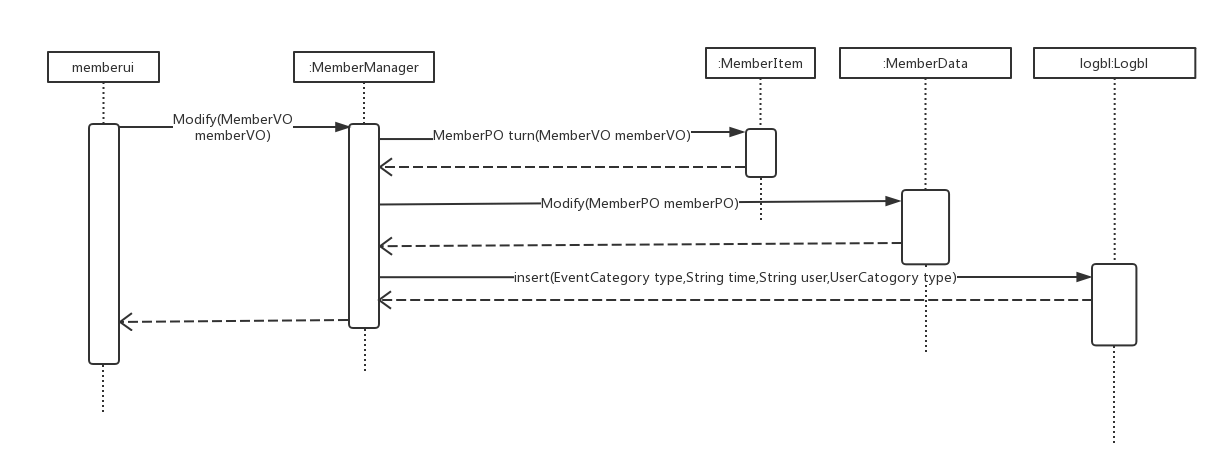 memberui
:MemberManager
:MemberItem
:MemberData
logbl:Logbl
Modify(MemberVO
memberVO)
MemberPO turn(MemberVO memberVO)
Modify(MemberPO memberPO)
insert(EventCategory type,String time,String user,UserCatogory type)